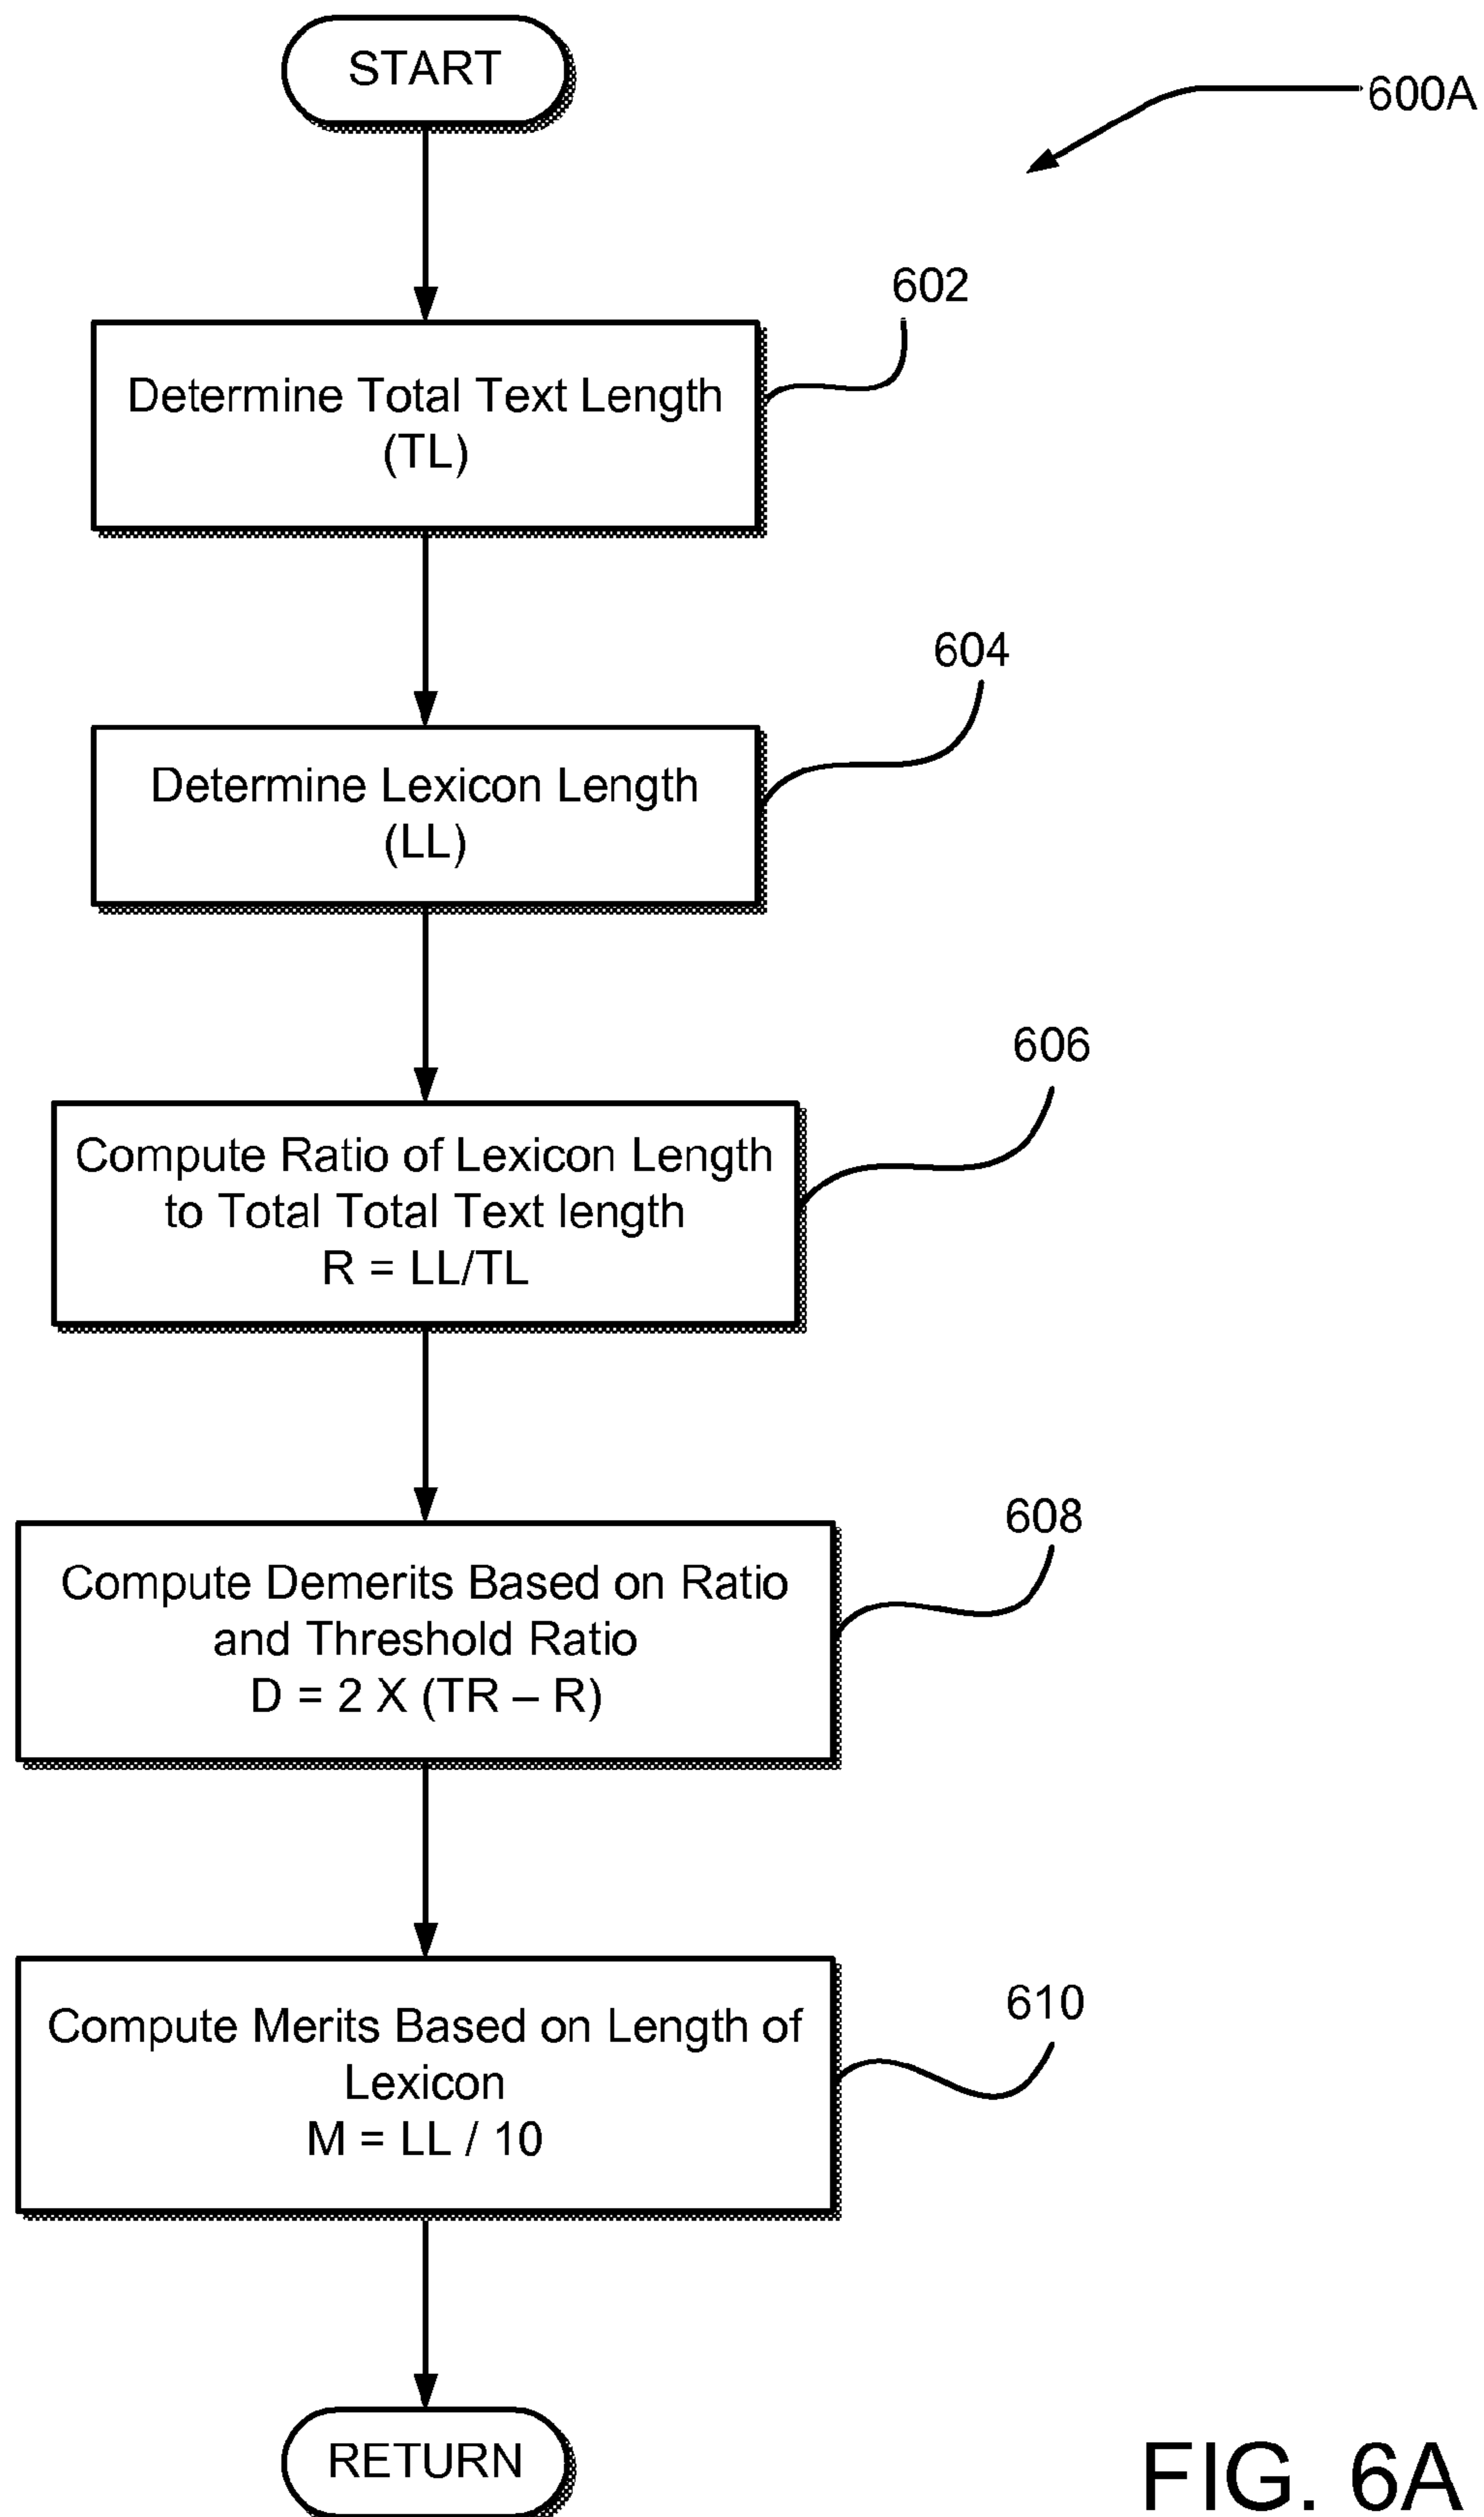 START
600A
602
Determine Total Text Length
(TL)
604
Determine Lexicon Length
(LL)
606
Compute Ratio of Lexicon Length
to Total Total Text length
R = LL/TL
608
Compute Demerits Based on Ratio
and Threshold Ratio
D = 2 X (TR – R)
610
Compute Merits Based on Length of
Lexicon
M = LL / 10
RETURN
FIG. 6A